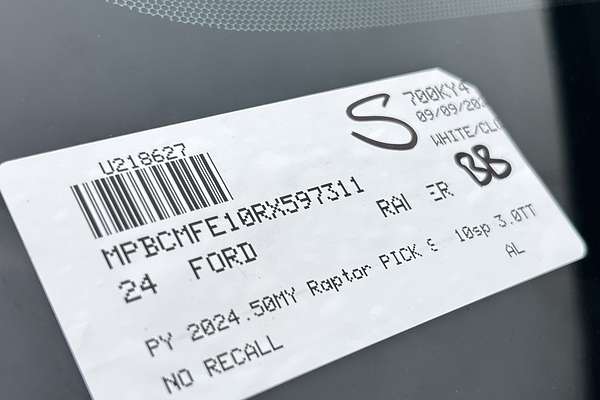 U218627
S
700KY4
09/09/20
WHITE/CL
MPBCMFE10RX597311
BB
24 FORD
RAN ER
PY 2024.50MY Raptor PICK 10sp 3.0TT
NO RECALL
AL